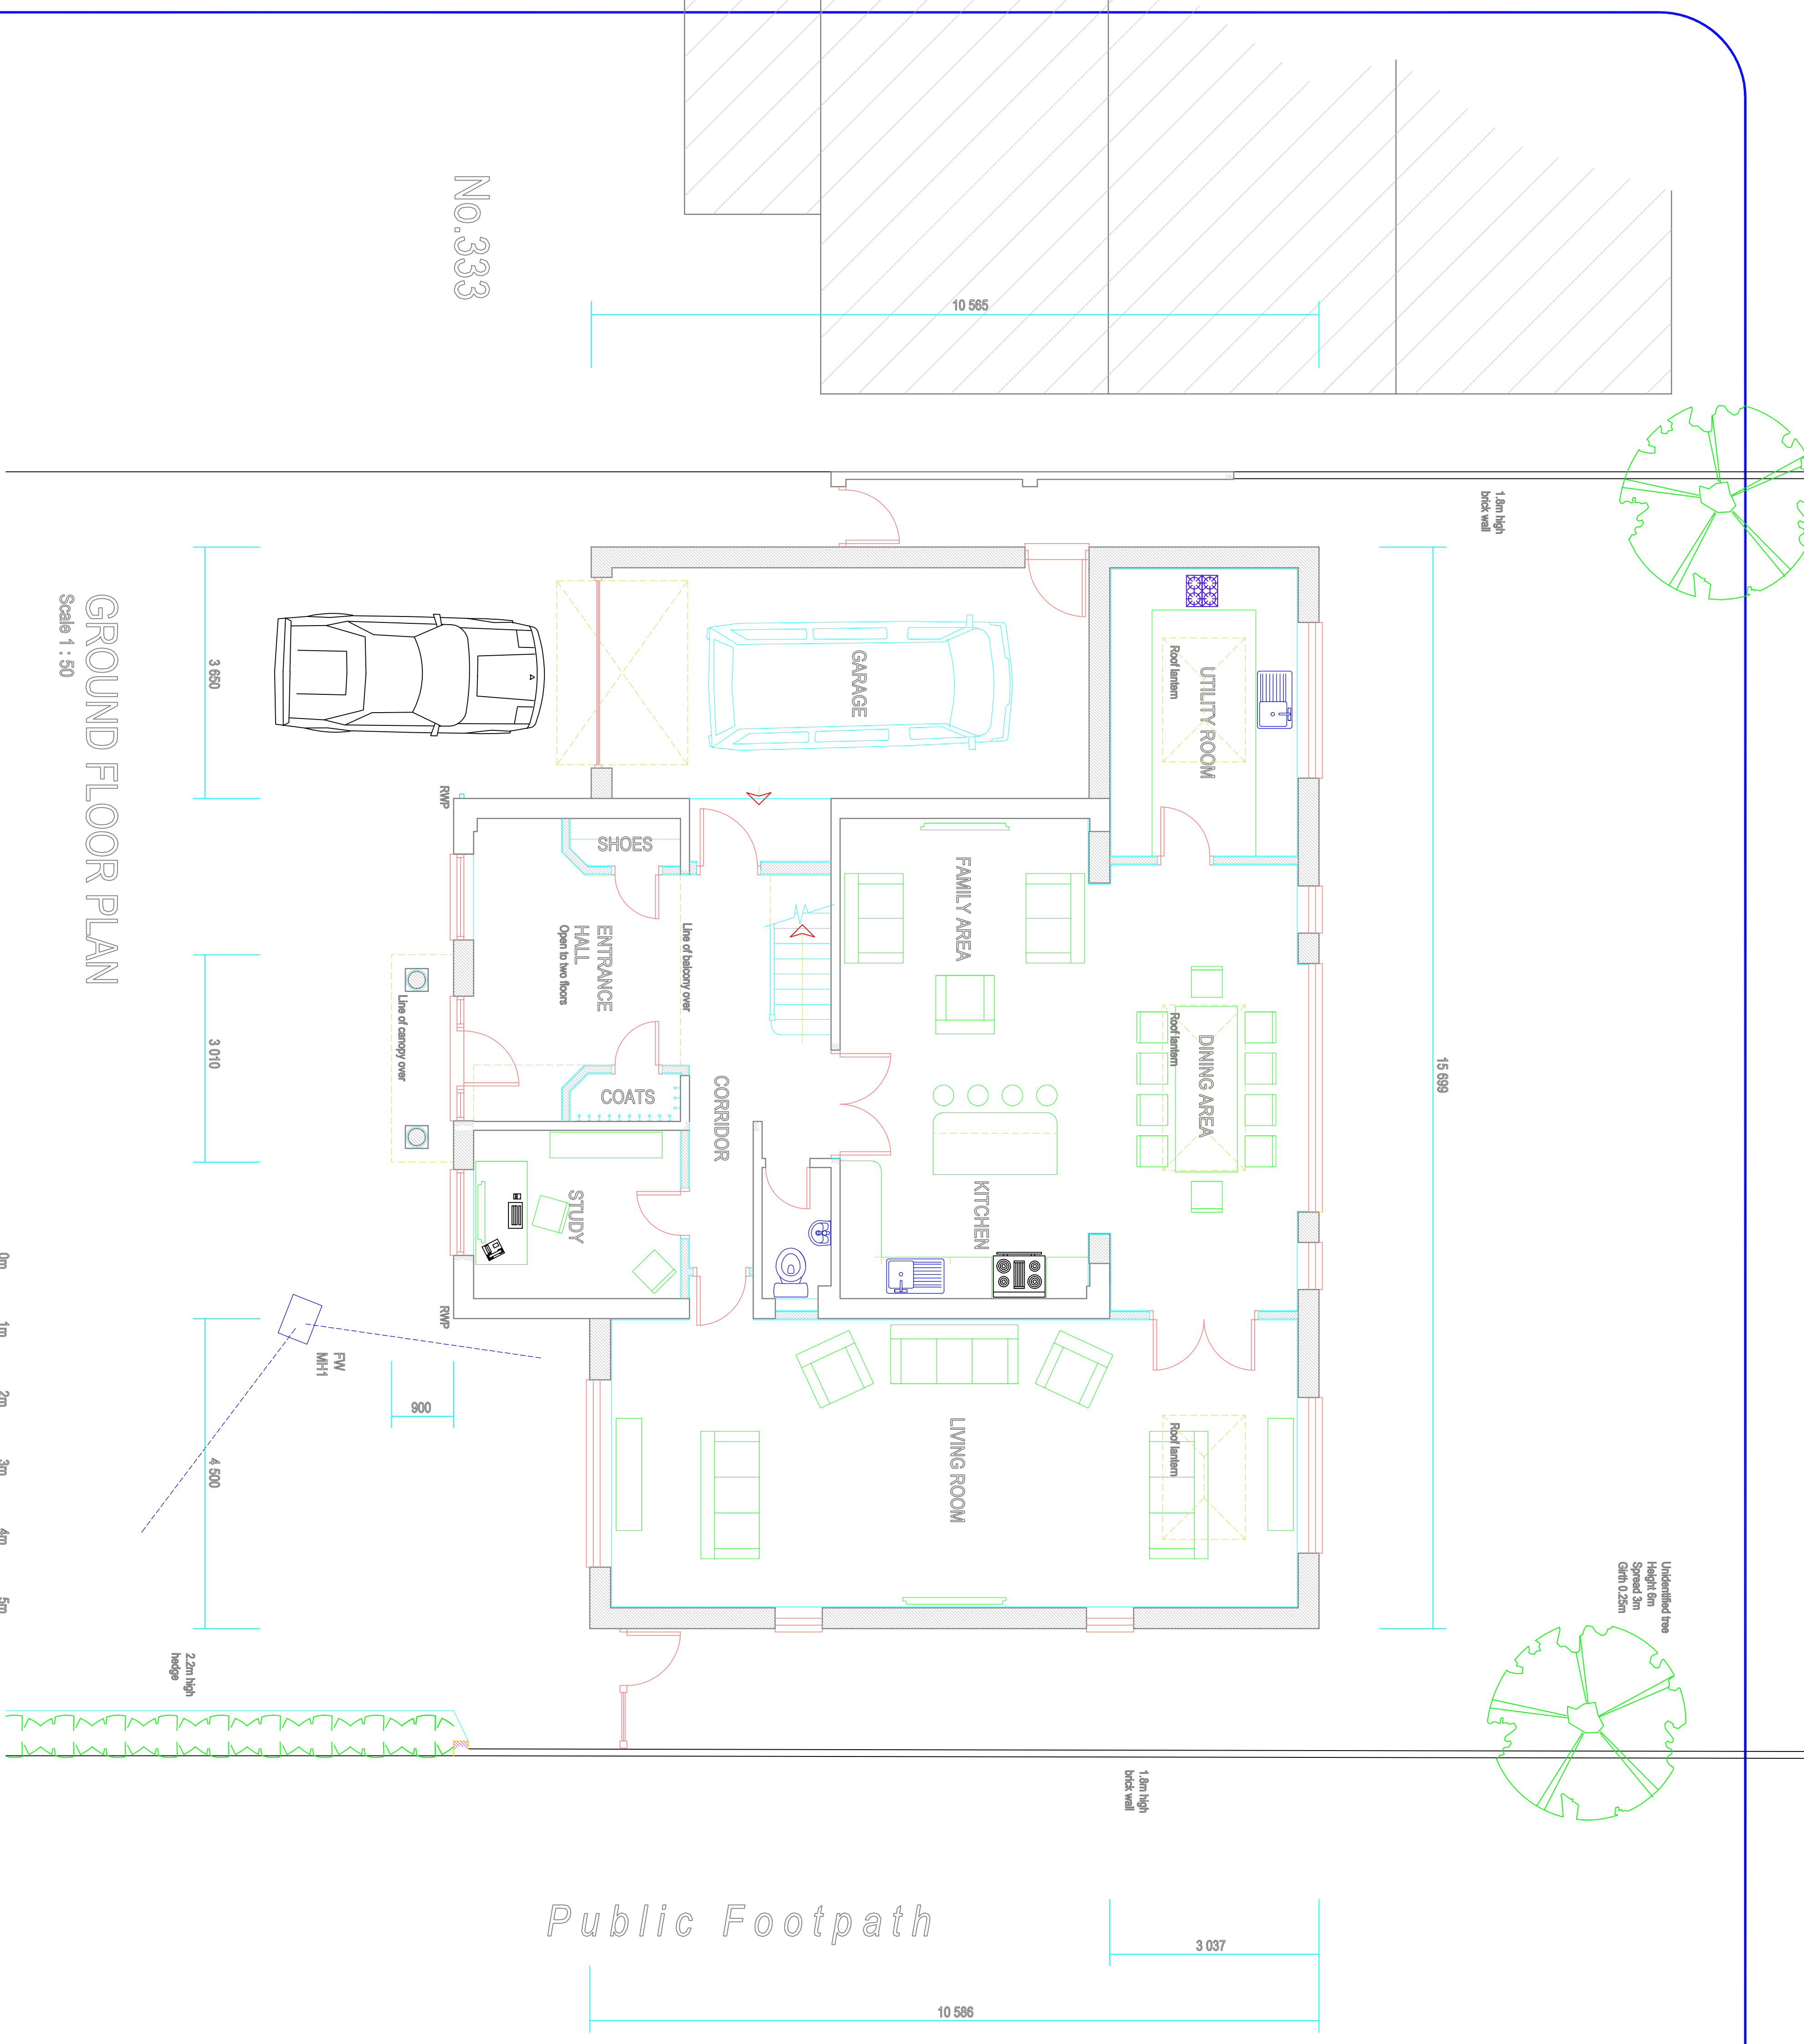 No.333
10 565
1.8m high
brick wall
15 699
UTILITY ROOM
Roof lantern
GARAGE
3 650
RWP
SHOES
FAMILY AREA
ENTRANCE
HALL
Open to two floors
Line of balcony over
DINING AREA
Roof lantern
Line of canopy over
3 010
COATS
CORRIDOR
KITCHEN
STUDY
RWP
FW
MH1
900
4 500
LIVING ROOM
Roof lantern
Unidentified tree
Height 6m
Spread 3m
Girth 0.25m
2.2m high
hedge
1.8m high
brick wall
Public Footpath
3 037
10 586
GROUND FLOOR PLAN
Scale 1 : 50
0m 1m 2m 3m 4m 5m